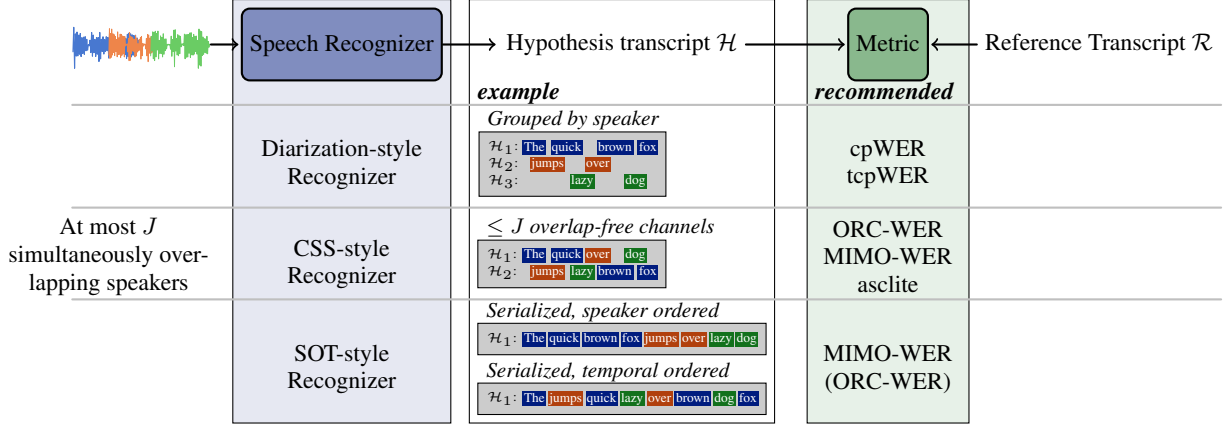 Speech Recognizer
Hypothesis transcript ℋ
Metric
Reference Transcript ℛ
example
recommended
Diarization-style
Recognizer
Grouped by speaker
ℋ₁: The quick brown fox
ℋ₂: jumps over
ℋ₃: lazy dog
cpWER
tcpWER
At most J
simultaneously over-
lapping speakers
CSS-style
Recognizer
≤ J overlap-free channels
ℋ₁: The quick over dog
ℋ₂: jumps lazy brown fox
ORC-WER
MIMO-WER
asclite
SOT-style
Recognizer
Serialized, speaker ordered
ℋ₁: The quick brown fox jumps over lazy dog
Serialized, temporal ordered
ℋ₁: The jumps quick lazy over brown dog fox
MIMO-WER
(ORC-WER)